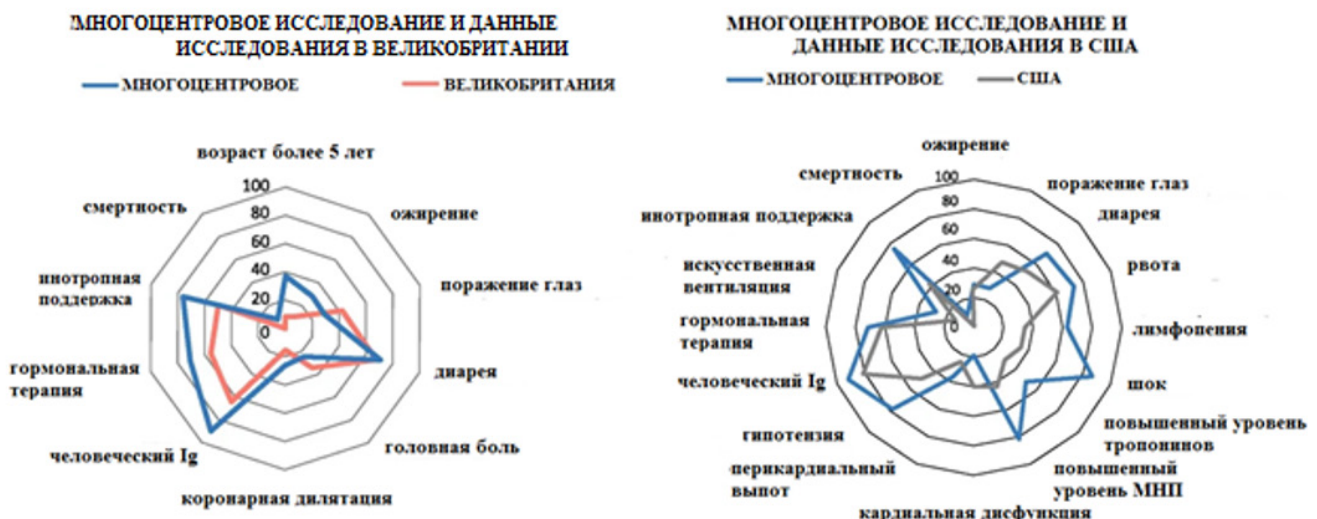 МНОГОЦЕНТРОВОЕ ИССЛЕДОВАНИЕ И ДАННЫЕ
ИССЛЕДОВАНИЯ В ВЕЛИКОБРИТАНИИ
МНОГОЦЕНТРОВОЕ
ВЕЛИКОБРИТАНИЯ
возраст более 5 лет
100
80
60
40
20
0
ожирение
поражение глаз
диарея
головная боль
коронарная дилятация
человеческий Ig
гормональная
терапия
инотропная
поддержка
смертность
МНОГОЦЕНТРОВОЕ ИССЛЕДОВАНИЕ И
ДАННЫЕ ИССЛЕДОВАНИЯ В США
МНОГОЦЕНТРОВОЕ
США
ожирение
100
80
60
40
20
0
поражение глаз
диарея
рвота
лимфопения
шок
повышенный уровень
тропонинов
повышенный
уровень МНП
кардиальная дисфункция
перикардиальный
выпот
гипотензия
человеческий Ig
гормональная
терапия
искусственная
вентиляция
инотропная поддержка
смертность